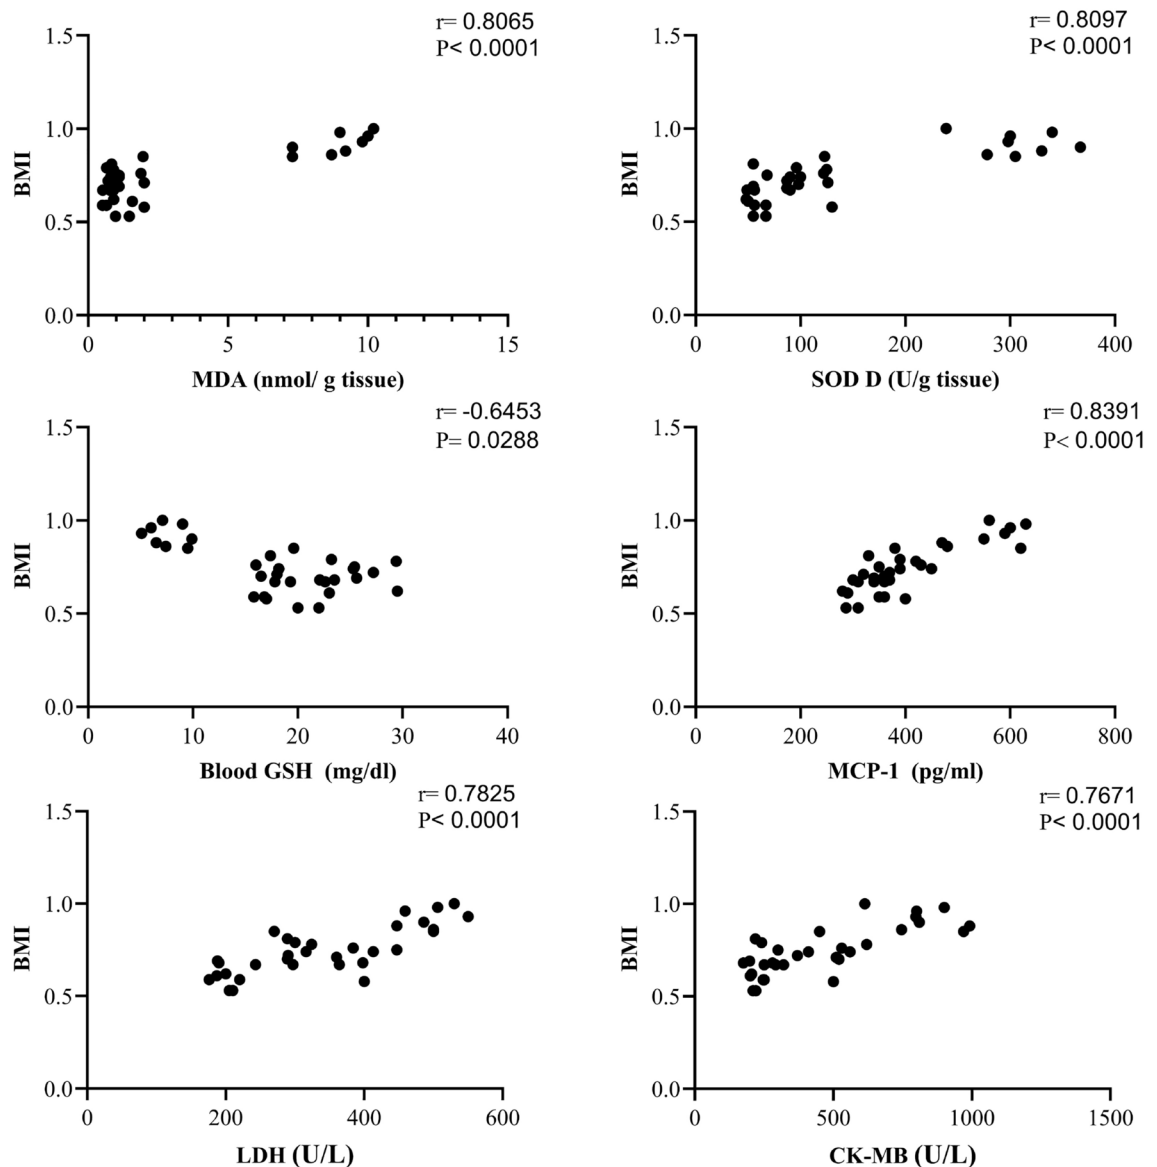 r= 0.8065
P< 0.0001
1.5
1.0
0.5
0.0
BMI
0 5 10 15
MDA (nmol/ g tissue)
r= 0.8097
P< 0.0001
1.5
1.0
0.5
0.0
BMI
0 100 200 300 400
SOD D (U/g tissue)
r= -0.6453
P= 0.0288
1.5
1.0
0.5
0.0
BMI
0 10 20 30 40
Blood GSH (mg/dl)
r= 0.8391
P< 0.0001
1.5
1.0
0.5
0.0
BMI
0 200 400 600 800
MCP-1 (pg/ml)
r= 0.7825
P< 0.0001
1.5
1.0
0.5
0.0
BMI
0 200 400 600
LDH (U/L)
r= 0.7671
P< 0.0001
1.5
1.0
0.5
0.0
BMI
0 500 1000 1500
CK-MB (U/L)